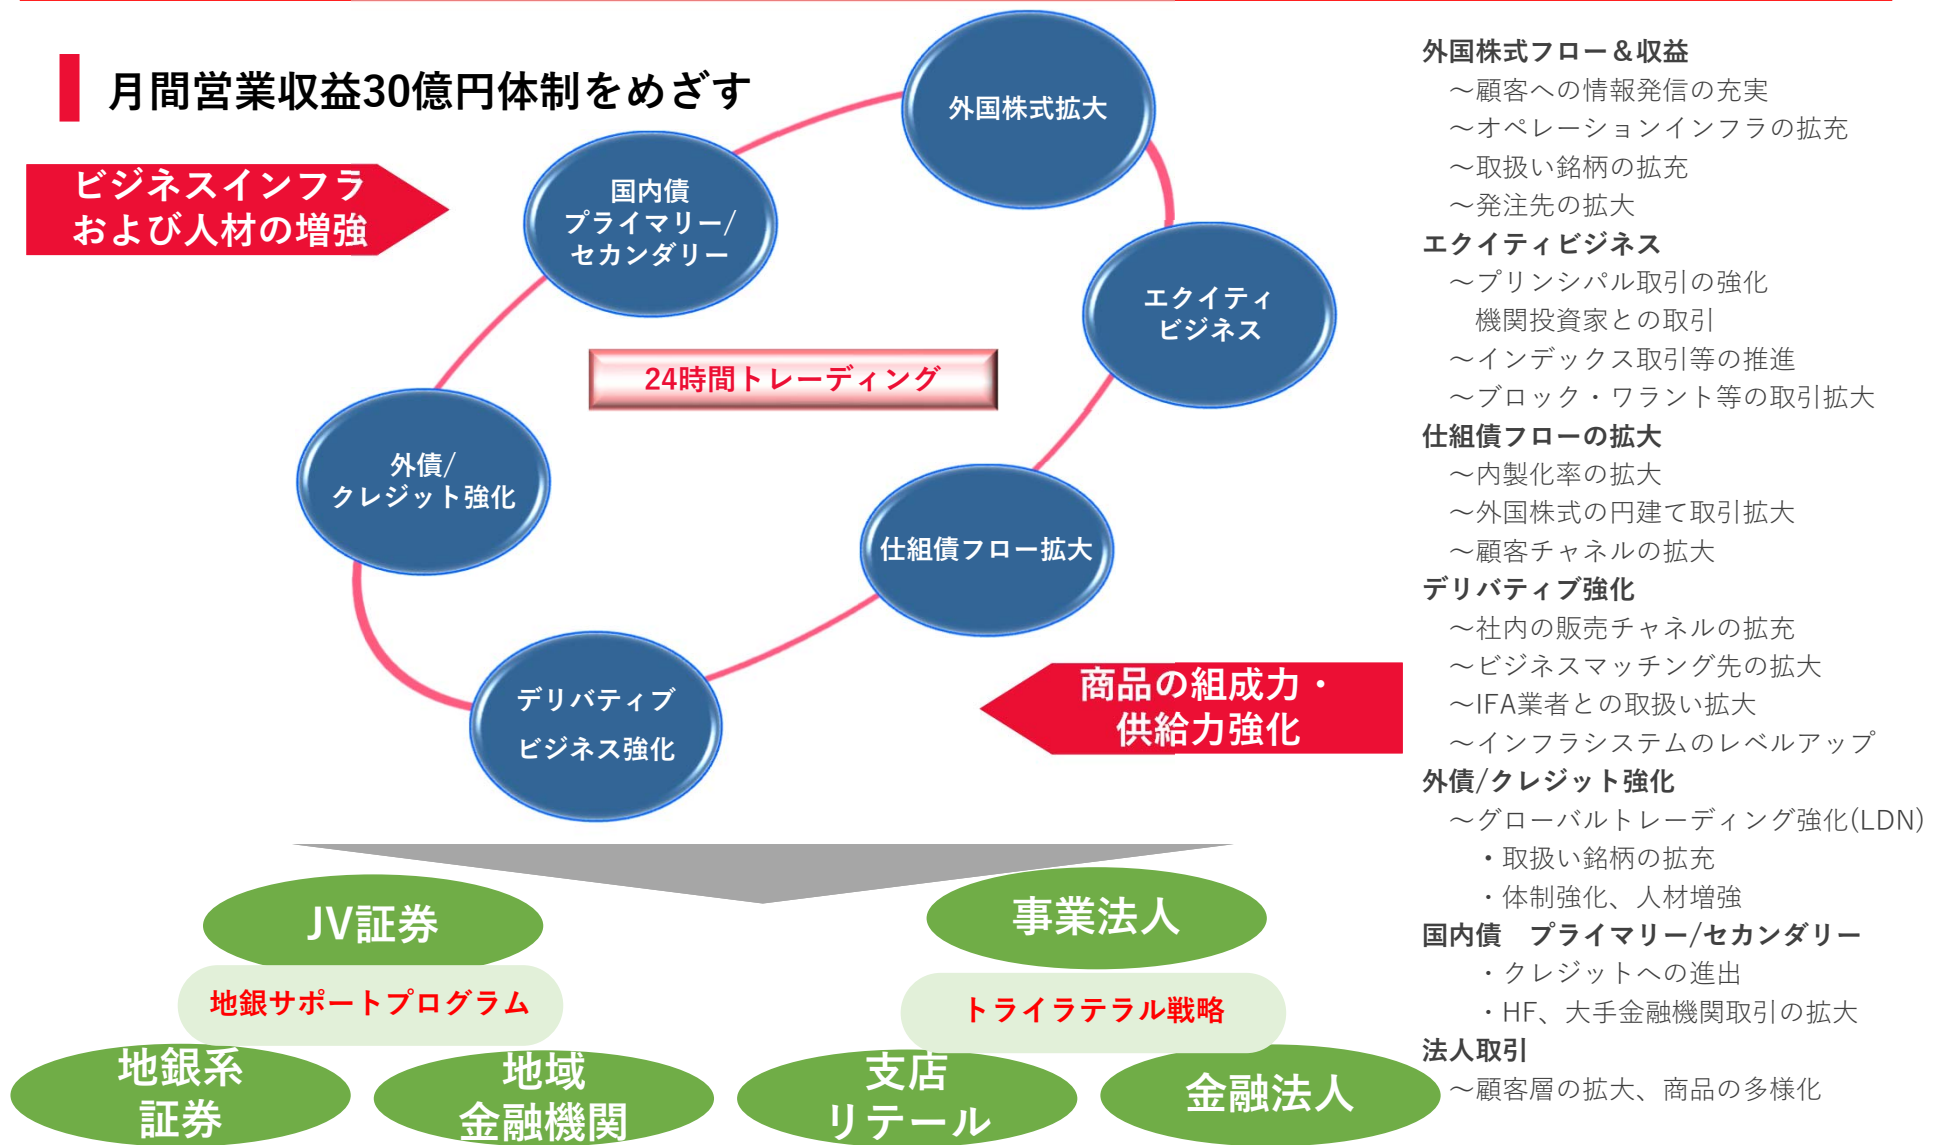 月間営業収益30億円体制をめざす
ビジネスインフラ
および人材の増強
外国株式拡大
国内債
プライマリー/
セカンダリー
エクイティ
ビジネス
24時間トレーディング
外債/
クレジット強化
仕組債フロー拡大
デリバティブ
ビジネス強化
商品の組成力・
供給力強化
JV証券
地銀サポートプログラム
地銀系
証券
地域
金融機関
事業法人
トライラテラル戦略
支店
リテール
金融法人
外国株式フロー＆収益
～顧客への情報発信の充実
～オペレーションインフラの拡充
～取扱い銘柄の拡充
～発注先の拡大
エクイティビジネス
～プリンシパル取引の強化
機関投資家との取引
～インデックス取引等の推進
～ブロック・ワラント等の取引拡大
仕組債フローの拡大
～内製化率の拡大
～外国株式の円建て取引拡大
～顧客チャネルの拡大
デリバティブ強化
～社内の販売チャネルの拡充
～ビジネスマッチング先の拡大
～IFA業者との取扱い拡大
～インフラシステムのレベルアップ
外債/クレジット強化
～グローバルトレーディング強化(LDN)
・取扱い銘柄の拡充
・体制強化、人材増強
国内債　プライマリー/セカンダリー
・クレジットへの進出
・HF、大手金融機関取引の拡大
法人取引
～顧客層の拡大、商品の多様化